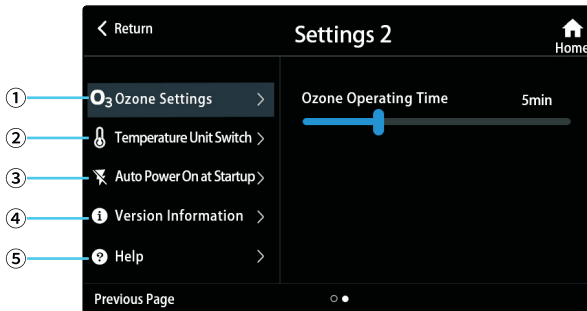 Return
Settings 2
Home
① O3 Ozone Settings
Ozone Operating Time 5min
② Temperature Unit Switch
③ Auto Power On at Startup
④ Version Information
⑤ Help
Previous Page